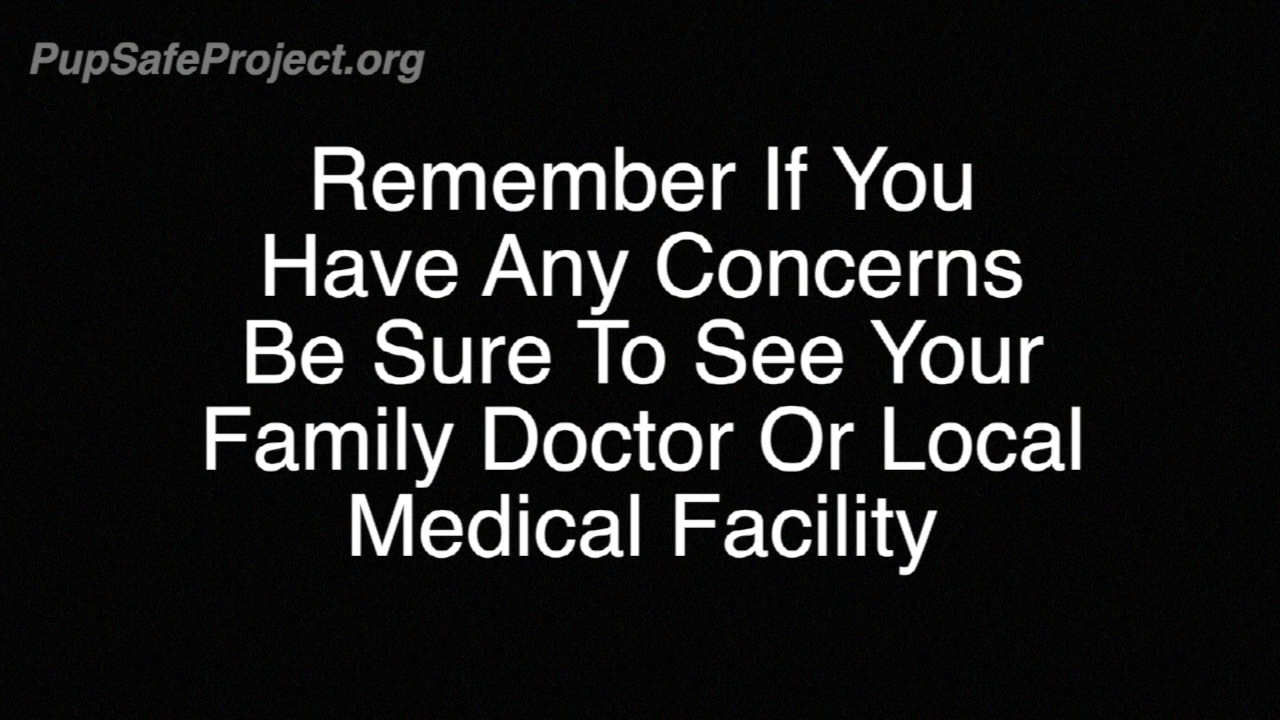 PupSafeProject.org
Remember If You
Have Any Concerns
Be Sure To See Your
Family Doctor Or Local
Medical Facility